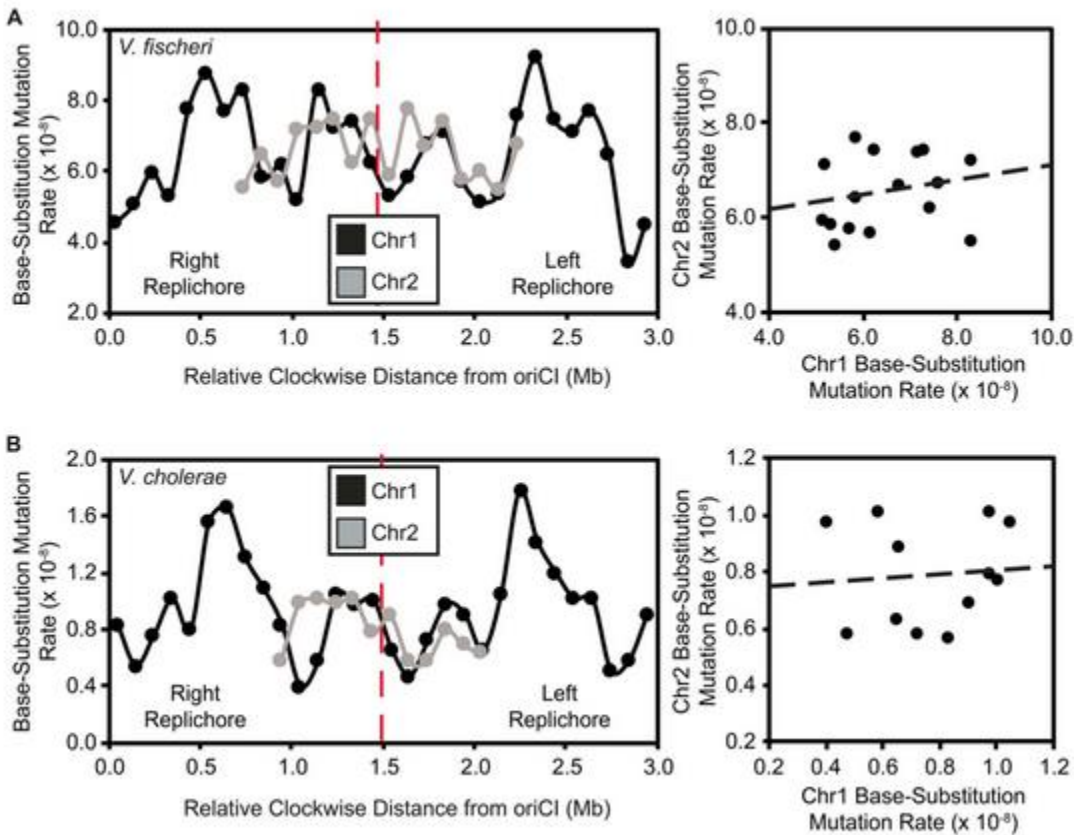 A
V. fischeri
Base-Substitution Mutation
Rate (x 10⁻⁸)
10.0
8.0
6.0
4.0
2.0
Right
Replichore
Chr1
Chr2
Left
Replichore
0.0 0.5 1.0 1.5 2.0 2.5 3.0
Relative Clockwise Distance from oriCI (Mb)
Chr2 Base-Substitution
Mutation Rate (x 10⁻⁸)
10.0
8.0
6.0
4.0
4.0 6.0 8.0 10.0
Chr1 Base-Substitution
Mutation Rate (x 10⁻⁸)
B
V. cholerae
Base-Substitution Mutation
Rate (x 10⁻⁸)
2.0
1.6
1.2
0.8
0.4
0.0
Chr1
Chr2
Right
Replichore
Left
Replichore
0.0 0.5 1.0 1.5 2.0 2.5 3.0
Relative Clockwise Distance from oriCI (Mb)
Chr2 Base-Substitution
Mutation Rate (x 10⁻⁸)
1.2
1.0
0.8
0.6
0.4
0.2
0.2 0.4 0.6 0.8 1.0 1.2
Chr1 Base-Substitution
Mutation Rate (x 10⁻⁸)